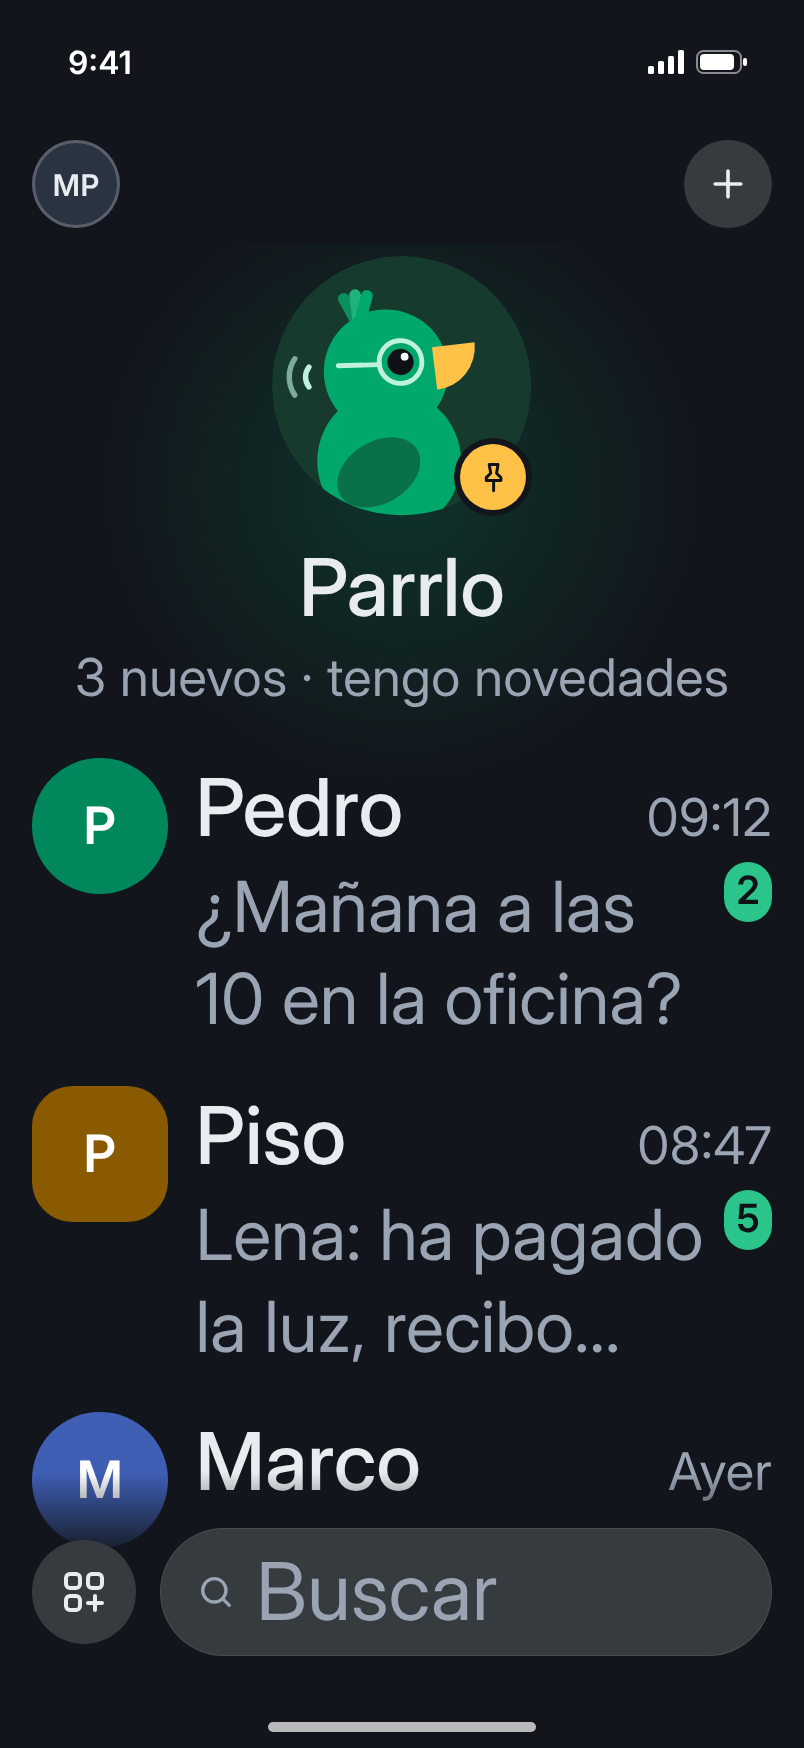 9:41
MP
Parrlo
3 nuevos · tengo novedades
P
Pedro
09:12
¿Mañana a las
2
10 en la oficina?
P
Piso
08:47
Lena: ha pagado
5
la luz, recibo...
M
Marco
Ayer
Buscar